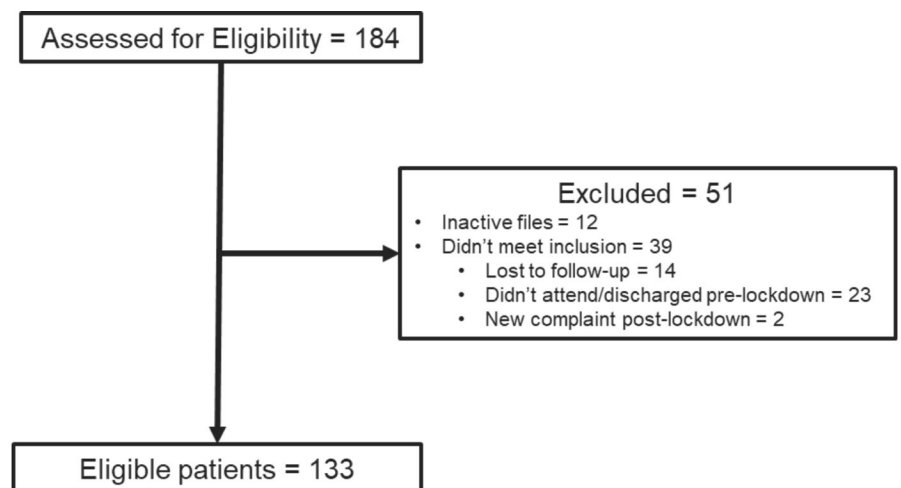 Assessed for Eligibility = 184
Excluded = 51
• Inactive files = 12
• Didn't meet inclusion = 39
• Lost to follow-up = 14
• Didn't attend/discharged pre-lockdown = 23
• New complaint post-lockdown = 2
Eligible patients = 133